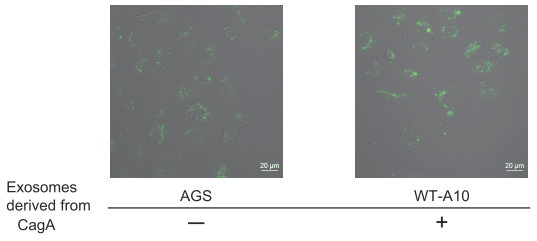 20 μm
20 μm
Exosomes
derived from
AGS
WT-A10
CagA
—
+